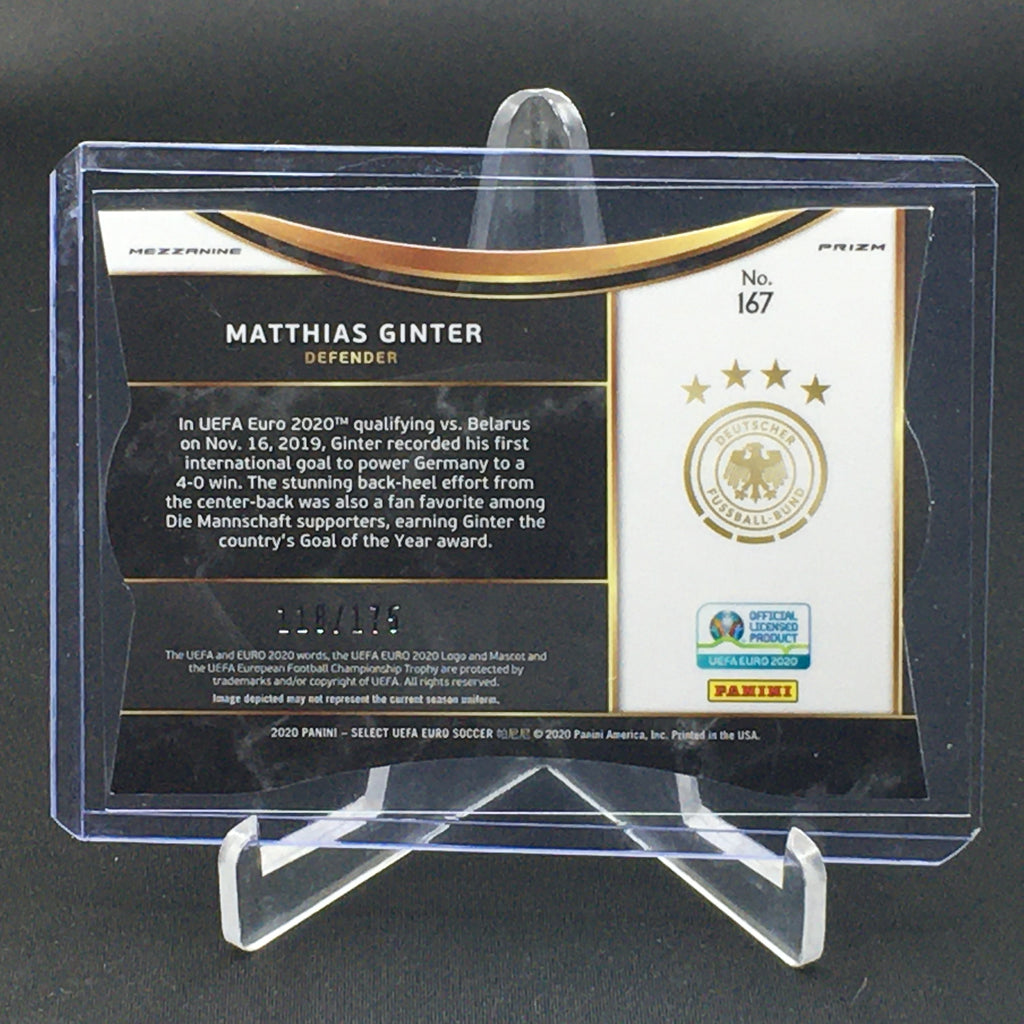 MEZZANINE
PRIZM
No.
167
MATTHIAS GINTER
DEFENDER
In UEFA Euro 2020™ qualifying vs. Belarus
on Nov. 16, 2019, Ginter recorded his first
international goal to power Germany to a
4-0 win. The stunning back-heel effort from
the center-back was also a fan favorite among
Die Mannschaft supporters, earning Ginter the
country's Goal of the Year award.
DEUTSCHER
FUSSBALL-BUND
118/175
The UEFA and EURO 2020 words, the UEFA EURO 2020 Logo and Mascot and
the UEFA European Football Championship Trophy are protected by
trademarks and/or copyright of UEFA. All rights reserved.
Image depicted may not represent the current season uniform.
OFFICIAL
LICENSED
PRODUCT
UEFA EURO 2020
PANINI
2020 PANINI – SELECT UEFA EURO SOCCER 帕尼尼 © 2020 Panini America, Inc. Printed in the USA.